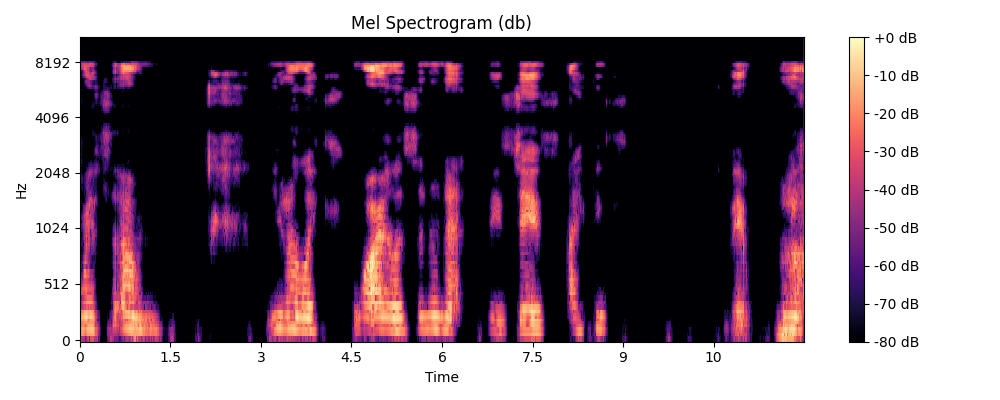 Mel Spectrogram (db)
8192
4096
2048
1024
512
0
Hz
0 1.5 3 4.5 6 7.5 9 10
Time
+0 dB
-10 dB
-20 dB
-30 dB
-40 dB
-50 dB
-60 dB
-70 dB
-80 dB